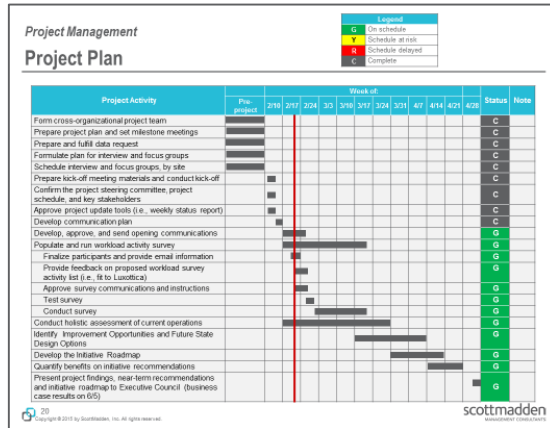 Project Management
Project Plan
Legend
G On schedule
Y Schedule at risk
R Schedule delayed
C Complete
Project Activity
Pre-project
Week of:
2/10 2/17 2/24 3/3 3/10 3/17 3/24 3/31 4/7 4/14 4/21 4/28
Status
Note
Form cross-organizational project team C
Prepare project plan and set milestone meetings C
Prepare and fulfill data request C
Formulate plan for interview and focus groups C
Schedule interview and focus groups, by site C
Prepare kick-off meeting materials and conduct kick-off C
Confirm the project steering committee, project
schedule, and key stakeholders C
Approve project update tools (i.e., weekly status report) C
Develop communication plan C
Develop, approve, and send opening communications G
Populate and run workload activity survey G
Finalize participants and provide email information G
Provide feedback on proposed workload survey G
activity list (i.e., fit to Luxottica)
Approve survey communications and instructions G
Test survey G
Conduct survey G
Conduct holistic assessment of current operations G
Identify Improvement Opportunities and Future State G
Design Options
Develop the Initiative Roadmap G
Quantify benefits on initiative recommendations G
Present project findings, near-term recommendations
and initiative roadmap to Executive Council (business G
case results on 6/5)
20
Copyright © 2015 by ScottMadden, Inc. All rights reserved.
scottmadden
MANAGEMENT CONSULTANTS